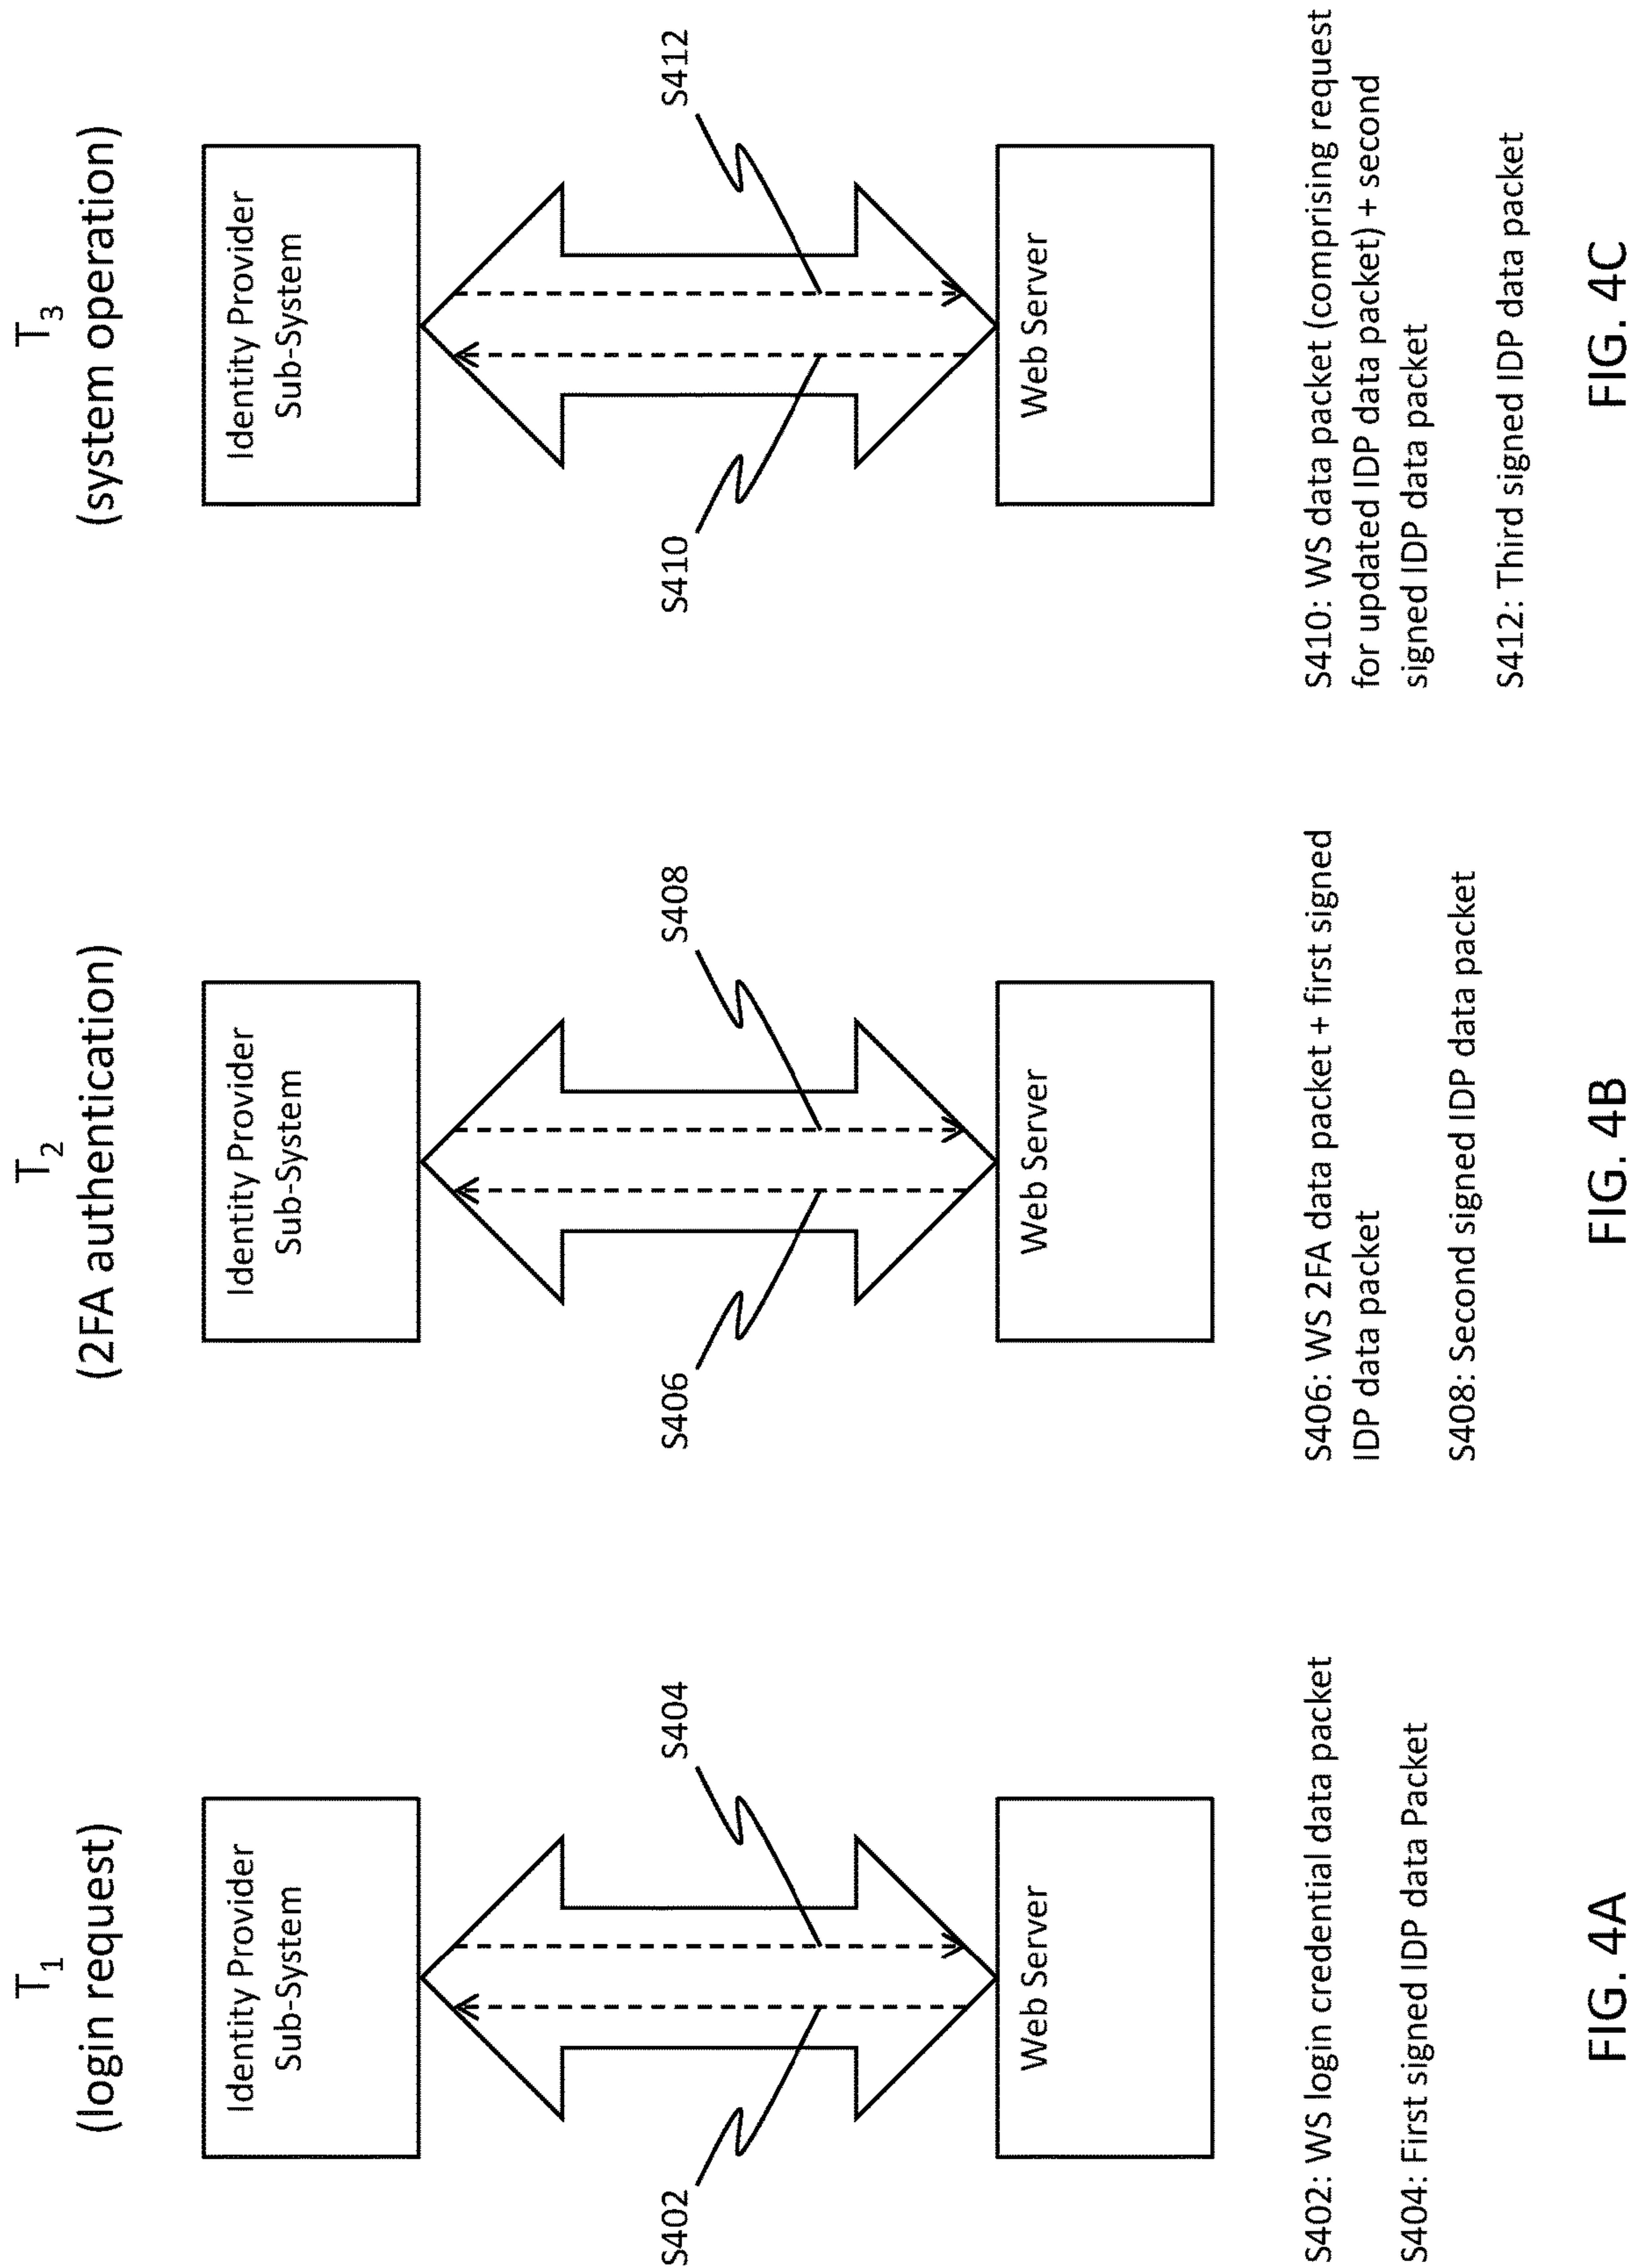 T1
(login request)
Identity Provider
Sub-System
S402
S404
Web Server
S402: WS login credential data packet
S404: First signed IDP data Packet
FIG. 4A
T2
(2FA authentication)
Identity Provider
Sub-System
S406
S408
Web Server
S406: WS 2FA data packet + first signed
IDP data packet
S408: Second signed IDP data packet
FIG. 4B
T3
(system operation)
Identity Provider
Sub-System
S410
S412
Web Server
S410: WS data packet (comprising request
for updated IDP data packet) + second
signed IDP data packet
S412: Third signed IDP data packet
FIG. 4C